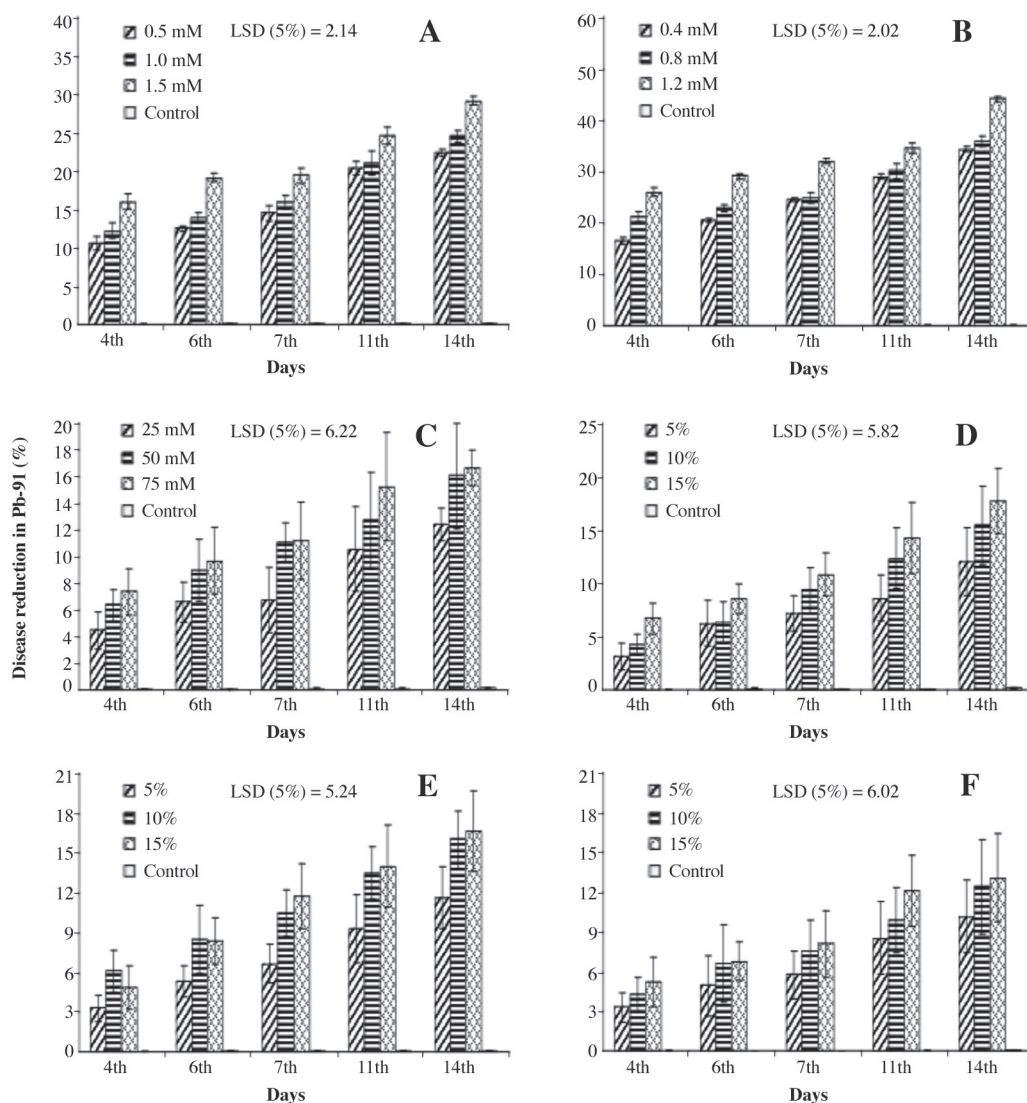 Disease reduction in Pb-91 (%)
A
LSD (5%) = 2.14
0.5 mM
1.0 mM
1.5 mM
Control
40
35
30
25
20
15
10
5
0
4th 6th 7th 11th 14th
Days
B
LSD (5%) = 2.02
0.4 mM
0.8 mM
1.2 mM
Control
60
50
40
30
20
10
0
4th 6th 7th 11th 14th
Days
C
LSD (5%) = 6.22
25 mM
50 mM
75 mM
Control
20
18
16
14
12
10
8
6
4
2
0
4th 6th 7th 11th 14th
Days
D
LSD (5%) = 5.82
5%
10%
15%
Control
25
20
15
10
5
0
4th 6th 7th 11th 14th
Days
E
LSD (5%) = 5.24
5%
10%
15%
Control
21
18
15
12
9
6
3
0
4th 6th 7th 11th 14th
Days
F
LSD (5%) = 6.02
5%
10%
15%
Control
21
18
15
12
9
6
3
0
4th 6th 7th 11th 14th
Days